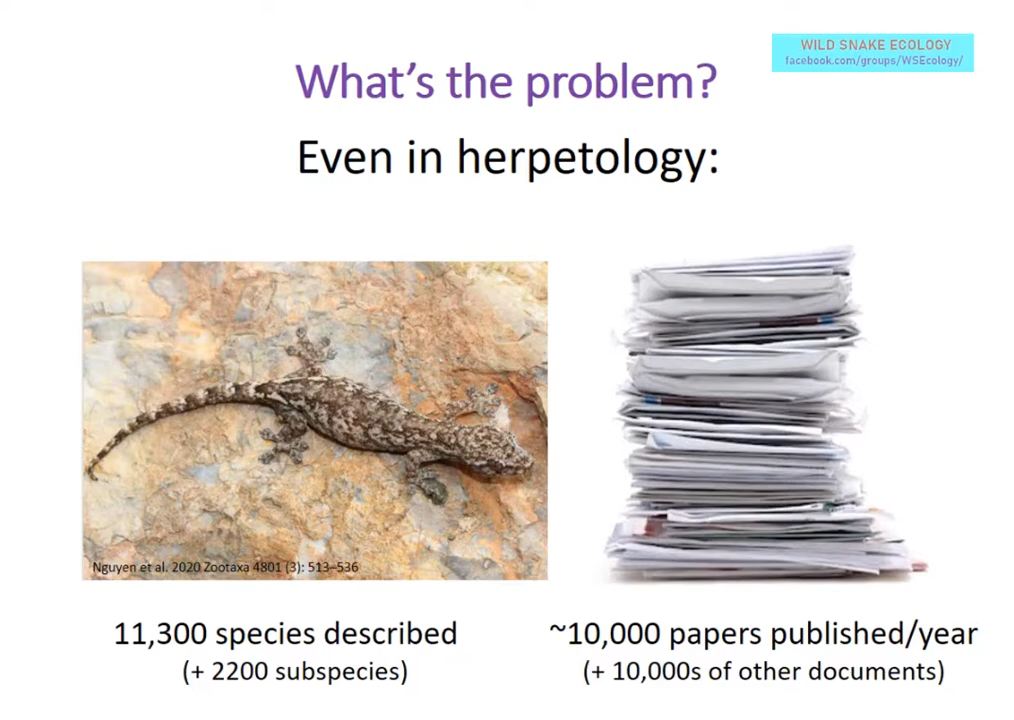 WILD SNAKE ECOLOGY
facebook.com/groups/WSEcology/
What's the problem?
Even in herpetology:
Nguyen et al. 2020 Zootaxa 4801 (3): 513–536
11,300 species described
(+ 2200 subspecies)
~10,000 papers published/year
(+ 10,000s of other documents)